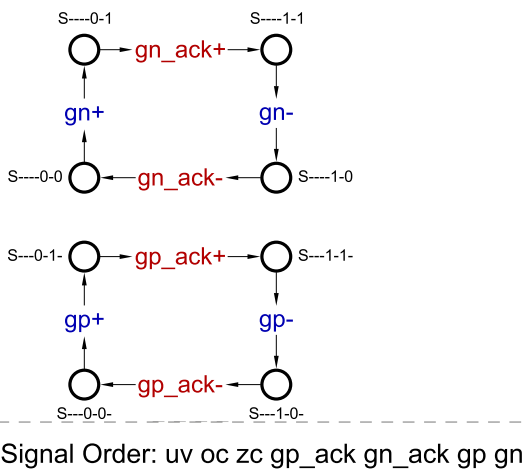 S----0-1 S----1-1
gn_ack+
gn+ gn-
S----0-0 gn_ack- S----1-0
S---0-1- gp_ack+ S---1-1-
gp+ gp-
gp_ack-
S---0-0- S---1-0-
Signal Order: uv oc zc gp_ack gn_ack gp gn